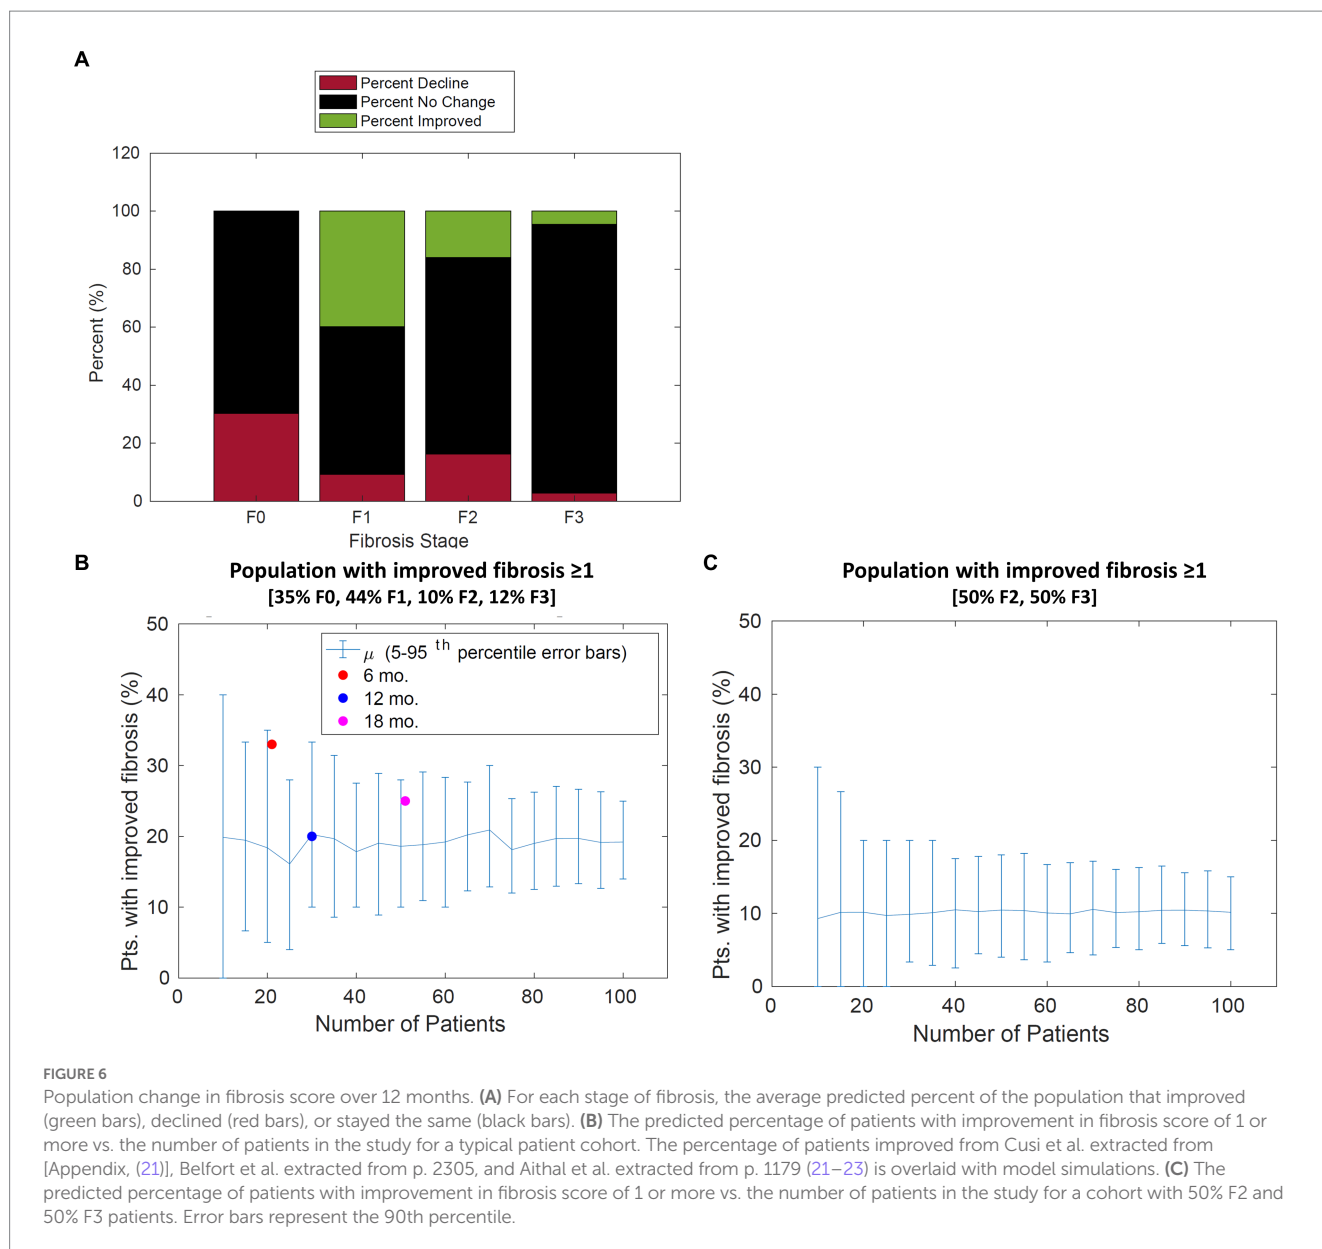 A
Percent Decline
Percent No Change
Percent Improved
120
100
80
60
40
20
0
Percent (%)
F0 F1 F2 F3
Fibrosis Stage
B
Population with improved fibrosis ≥1
[35% F0, 44% F1, 10% F2, 12% F3]
μ (5-95 th percentile error bars)
6 mo.
12 mo.
18 mo.
50
40
30
20
10
0
Pts. with improved fibrosis (%)
0 20 40 60 80 100
Number of Patients
C
Population with improved fibrosis ≥1
[50% F2, 50% F3]
50
40
30
20
10
0
Pts. with improved fibrosis (%)
0 20 40 60 80 100
Number of Patients
FIGURE 6
Population change in fibrosis score over 12 months. (A) For each stage of fibrosis, the average predicted percent of the population that improved
(green bars), declined (red bars), or stayed the same (black bars). (B) The predicted percentage of patients with improvement in fibrosis score of 1 or
more vs. the number of patients in the study for a typical patient cohort. The percentage of patients improved from Cusi et al. extracted from
[Appendix, (21)], Belfort et al. extracted from p. 2305, and Aithal et al. extracted from p. 1179 (21–23) is overlaid with model simulations. (C) The
predicted percentage of patients with improvement in fibrosis score of 1 or more vs. the number of patients in the study for a cohort with 50% F2 and
50% F3 patients. Error bars represent the 90th percentile.